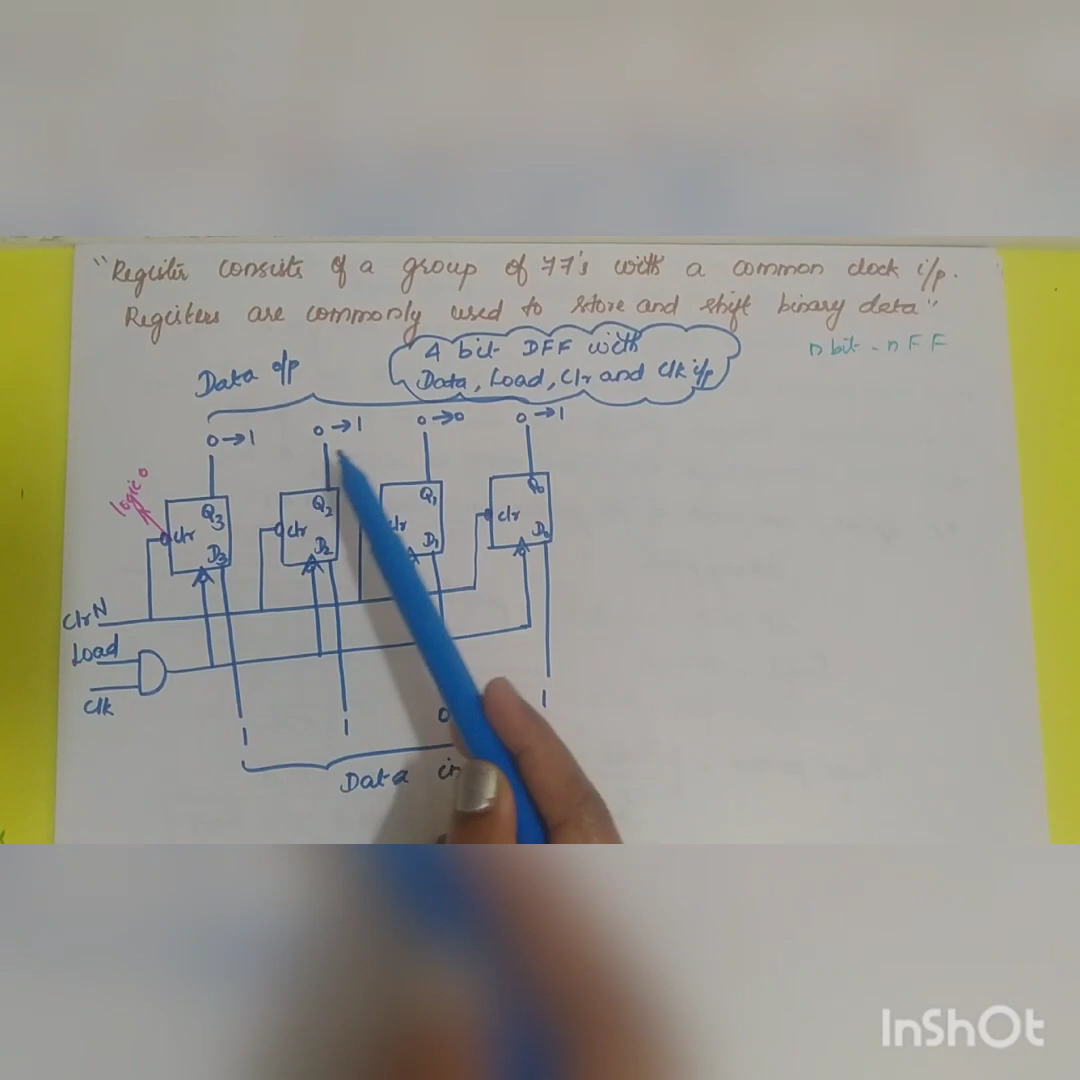 "Register consists of a group of FF's with a common clock i/p.
Registers are commonly used to store and shift binary data"
n bit - n FF
4 bit DFF with
Data, Load, Clr and Clk i/p
Data o/p
0→1 0→1 0→0 0→1
logic 0
Clr Q3 D3
Clr Q2 D2
Clr Q1 D1
Clr Q0 D0
ClrN
Load
Clk
1 1 0 1
Data in
InShOt